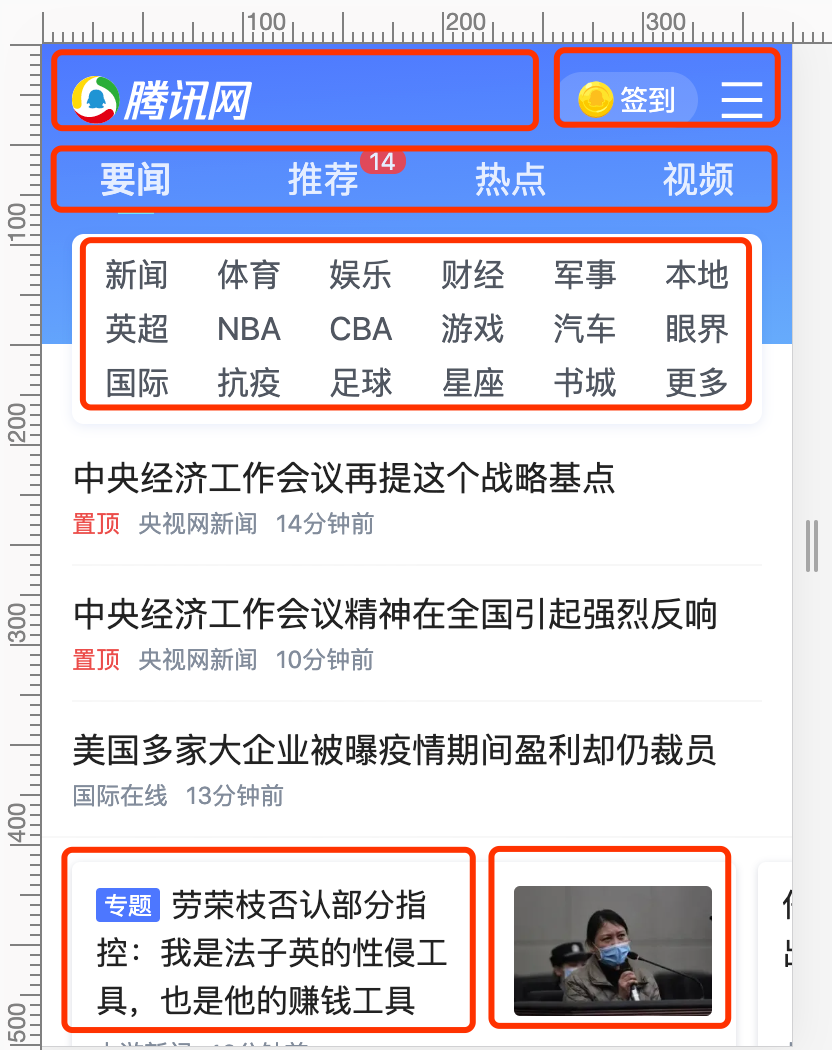 100 200 300
腾讯网 签到
要闻 推荐 14 热点 视频
100
新闻 体育 娱乐 财经 军事 本地
英超 NBA CBA 游戏 汽车 眼界
国际 抗疫 足球 星座 书城 更多
200
中央经济工作会议再提这个战略基点
置顶 央视网新闻 14分钟前
300
中央经济工作会议精神在全国引起强烈反响
置顶 央视网新闻 10分钟前
美国多家大企业被曝疫情期间盈利却仍裁员
国际在线 13分钟前
400
专题 劳荣枝否认部分指
控：我是法子英的性侵工
具，也是他的赚钱工具
500